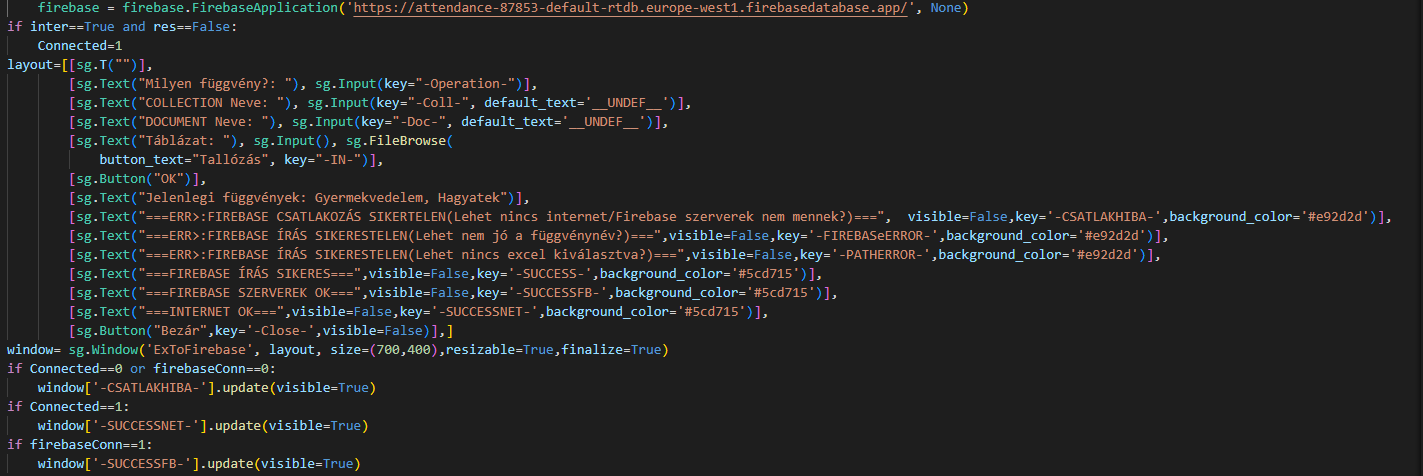 firebase = firebase.FirebaseApplication('https://attendance-87853-default-rtdb.europe-west1.firebasedatabase.app/', None)
if inter==True and res==False:
    Connected=1
layout=[[sg.T("")],
        [sg.Text("Milyen függvény?: "), sg.Input(key="-Operation-")],
        [sg.Text("COLLECTION Neve: "), sg.Input(key="-Coll-", default_text='__UNDEF__')],
        [sg.Text("DOCUMENT Neve: "), sg.Input(key="-Doc-", default_text='__UNDEF__')],
        [sg.Text("Táblázat: "), sg.Input(), sg.FileBrowse(
            button_text="Tallózás", key="-IN-")],
        [sg.Button("OK")],
        [sg.Text("Jelenlegi függvények: Gyermekvedelem, Hagyatek")],
        [sg.Text("===ERR>:FIREBASE CSATLAKOZÁS SIKERTELEN(Lehet nincs internet/Firebase szerverek nem mennek?)===",  visible=False,key='-CSATLAKHIBA-',background_color='#e92d2d')],
        [sg.Text("===ERR>:FIREBASE ÍRÁS SIKERESTELEN(Lehet nem jó a függvénynév?)===",visible=False,key='-FIREBASeERROR-',background_color='#e92d2d')],
        [sg.Text("===ERR>:FIREBASE ÍRÁS SIKERESTELEN(Lehet nincs excel kiválasztva?)===",visible=False,key='-PATHERROR-',background_color='#e92d2d')],
        [sg.Text("===FIREBASE ÍRÁS SIKERES===",visible=False,key='-SUCCESS-',background_color='#5cd715')],
        [sg.Text("===FIREBASE SZERVEREK OK===",visible=False,key='-SUCCESSFB-',background_color='#5cd715')],
        [sg.Text("===INTERNET OK===",visible=False,key='-SUCCESSNET-',background_color='#5cd715')],
        [sg.Button("Bezár",key='-Close-',visible=False)],]
window= sg.Window('ExToFirebase', layout, size=(700,400),resizable=True,finalize=True)
if Connected==0 or firebaseConn==0:
    window['-CSATLAKHIBA-'].update(visible=True)
if Connected==1:
    window['-SUCCESSNET-'].update(visible=True)
if firebaseConn==1:
    window['-SUCCESSFB-'].update(visible=True)